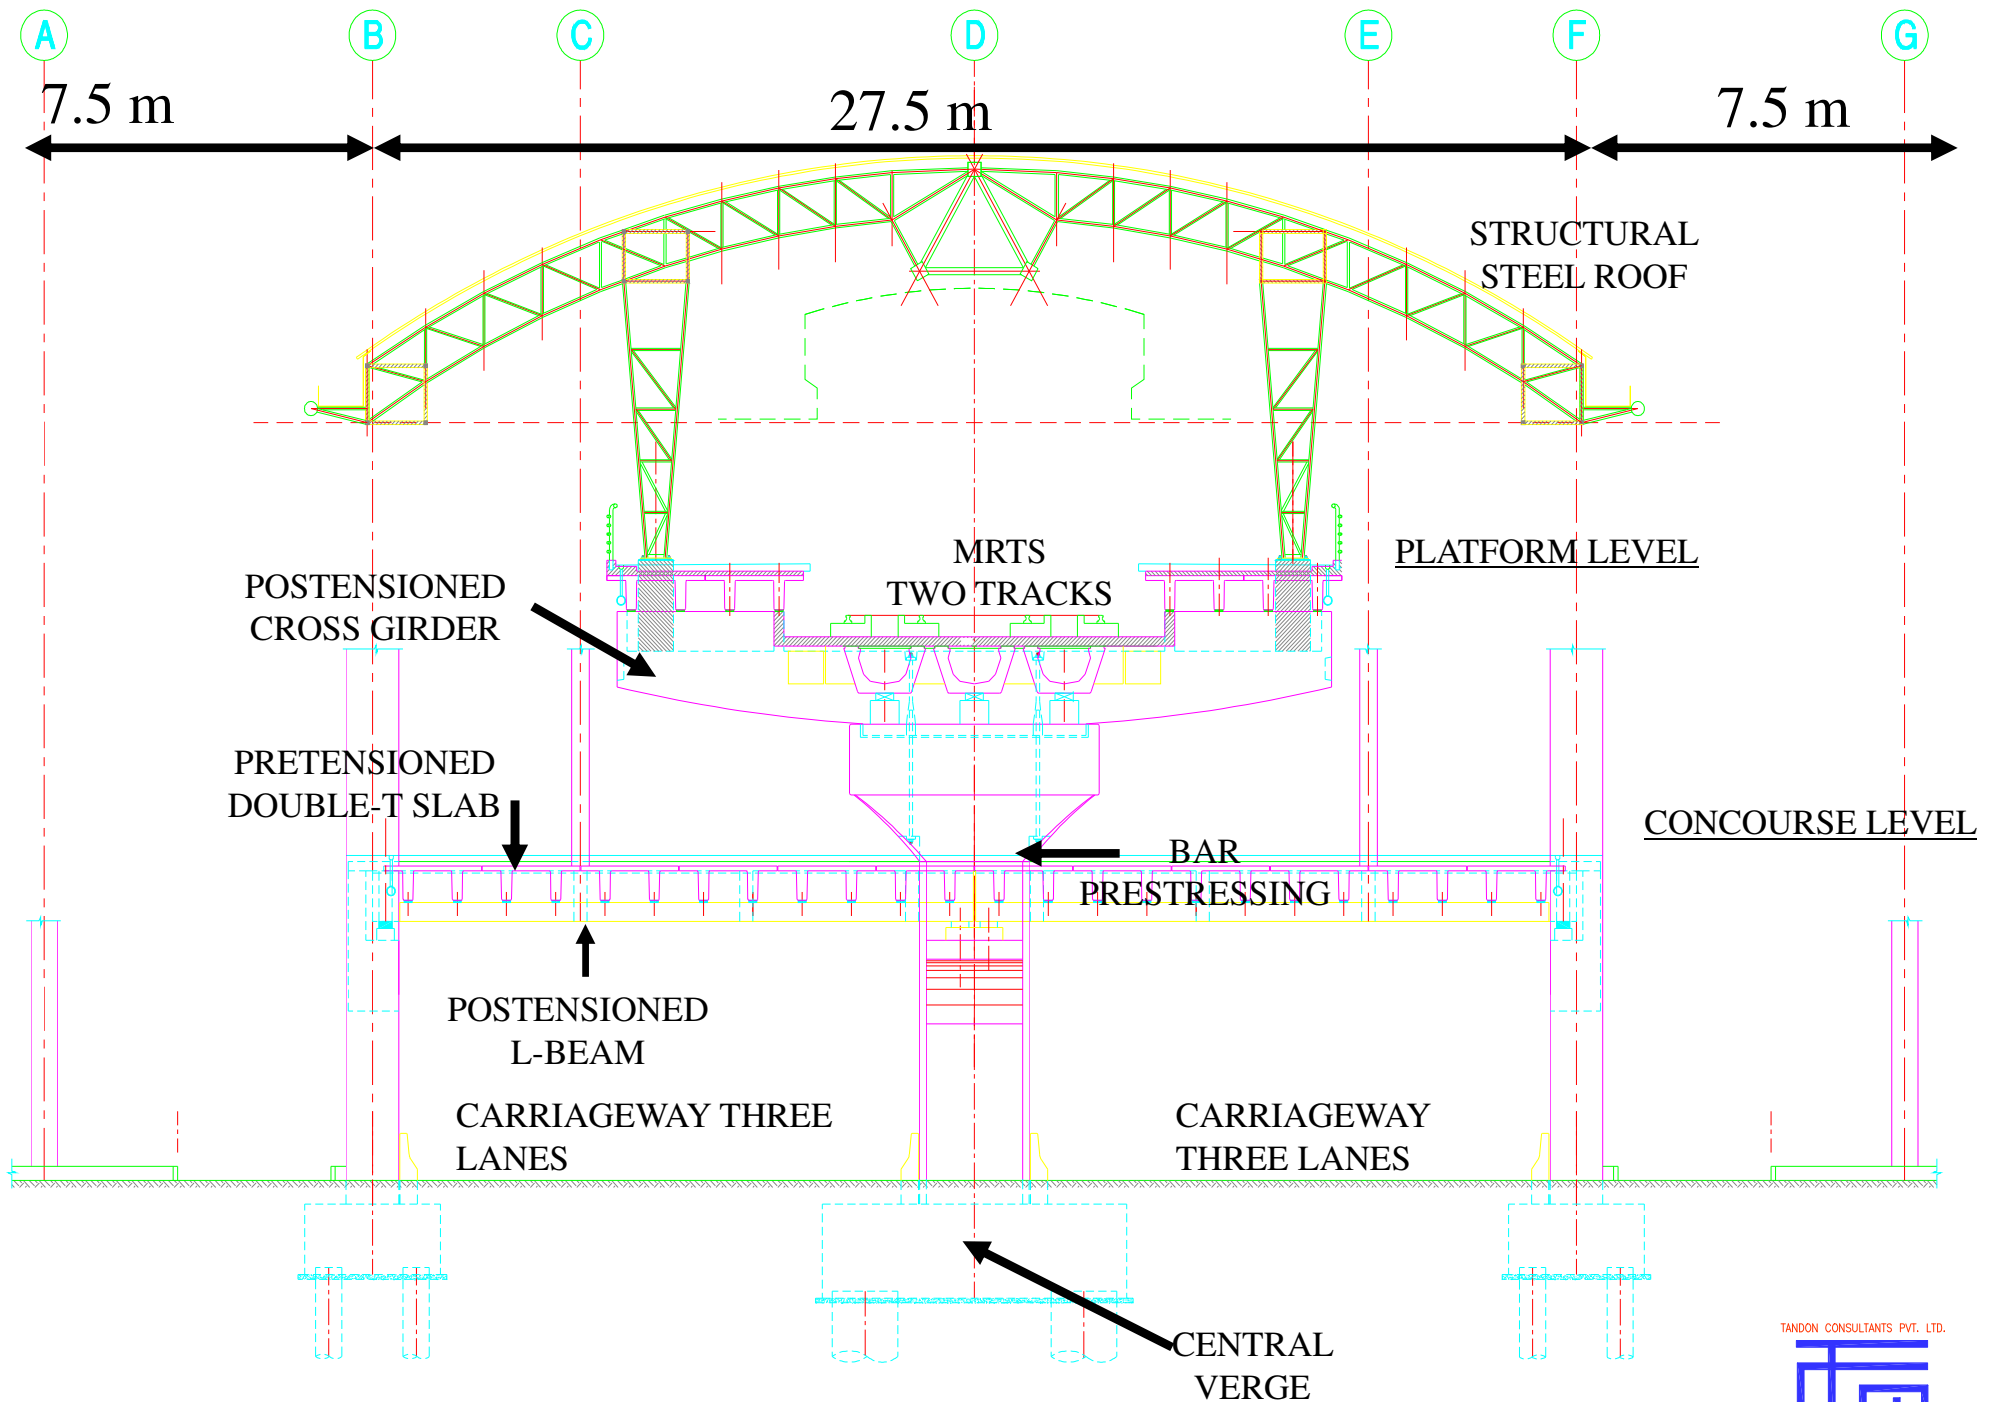 A B C D E F G
7.5 m 27.5 m 7.5 m
STRUCTURAL
STEEL ROOF
MRTS
TWO TRACKS
PLATFORM LEVEL
POSTENSIONED
CROSS GIRDER
PRETENSIONED
DOUBLE-T SLAB
CONCOURSE LEVEL
BAR
PRESTRESSING
POSTENSIONED
L-BEAM
CARRIAGEWAY THREE
LANES
CARRIAGEWAY
THREE LANES
TANDON CONSULTANTS PVT. LTD.
CENTRAL
VERGE